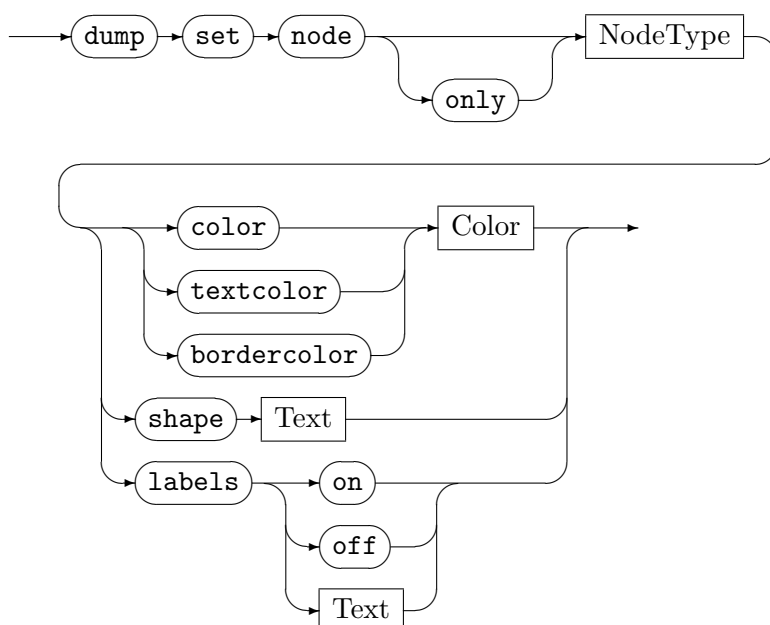 dump set node NodeType
only
color Color
textcolor
bordercolor
shape Text
labels on
off
Text